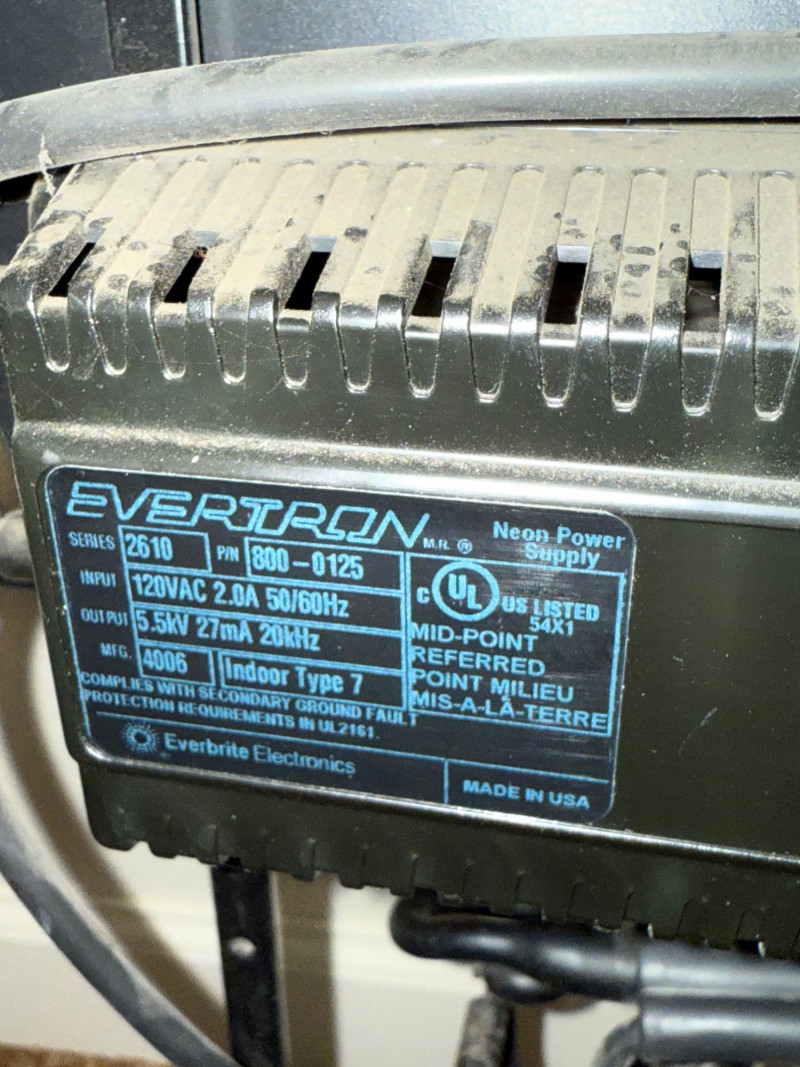 EVERTRON M.R. ®
Neon Power
Supply
SERIES 2610 P/N 800-0125
INPUT 120VAC 2.0A 50/60Hz
OUTPUT 5.5kV 27mA 20kHz
MFG. 4006 Indoor Type 7
C UL US LISTED
54X1
MID-POINT
REFERRED
POINT MILIEU
MIS-A-LÀ-TERRE
COMPLIES WITH SECONDARY GROUND FAULT
PROTECTION REQUIREMENTS IN UL2161.
Everbrite Electronics
MADE IN USA